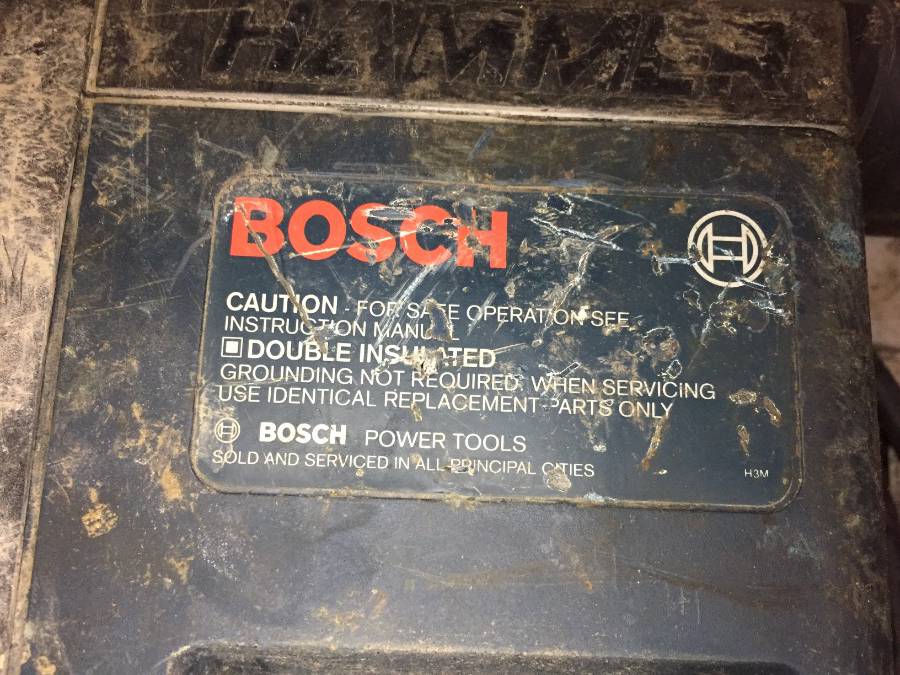 HAMMER
BOSCH
CAUTION - FOR SAFE OPERATION SEE
INSTRUCTION MANUAL
DOUBLE INSULATED
GROUNDING NOT REQUIRED. WHEN SERVICING
USE IDENTICAL REPLACEMENT PARTS ONLY
BOSCH POWER TOOLS
SOLD AND SERVICED IN ALL PRINCIPAL CITIES
H3M